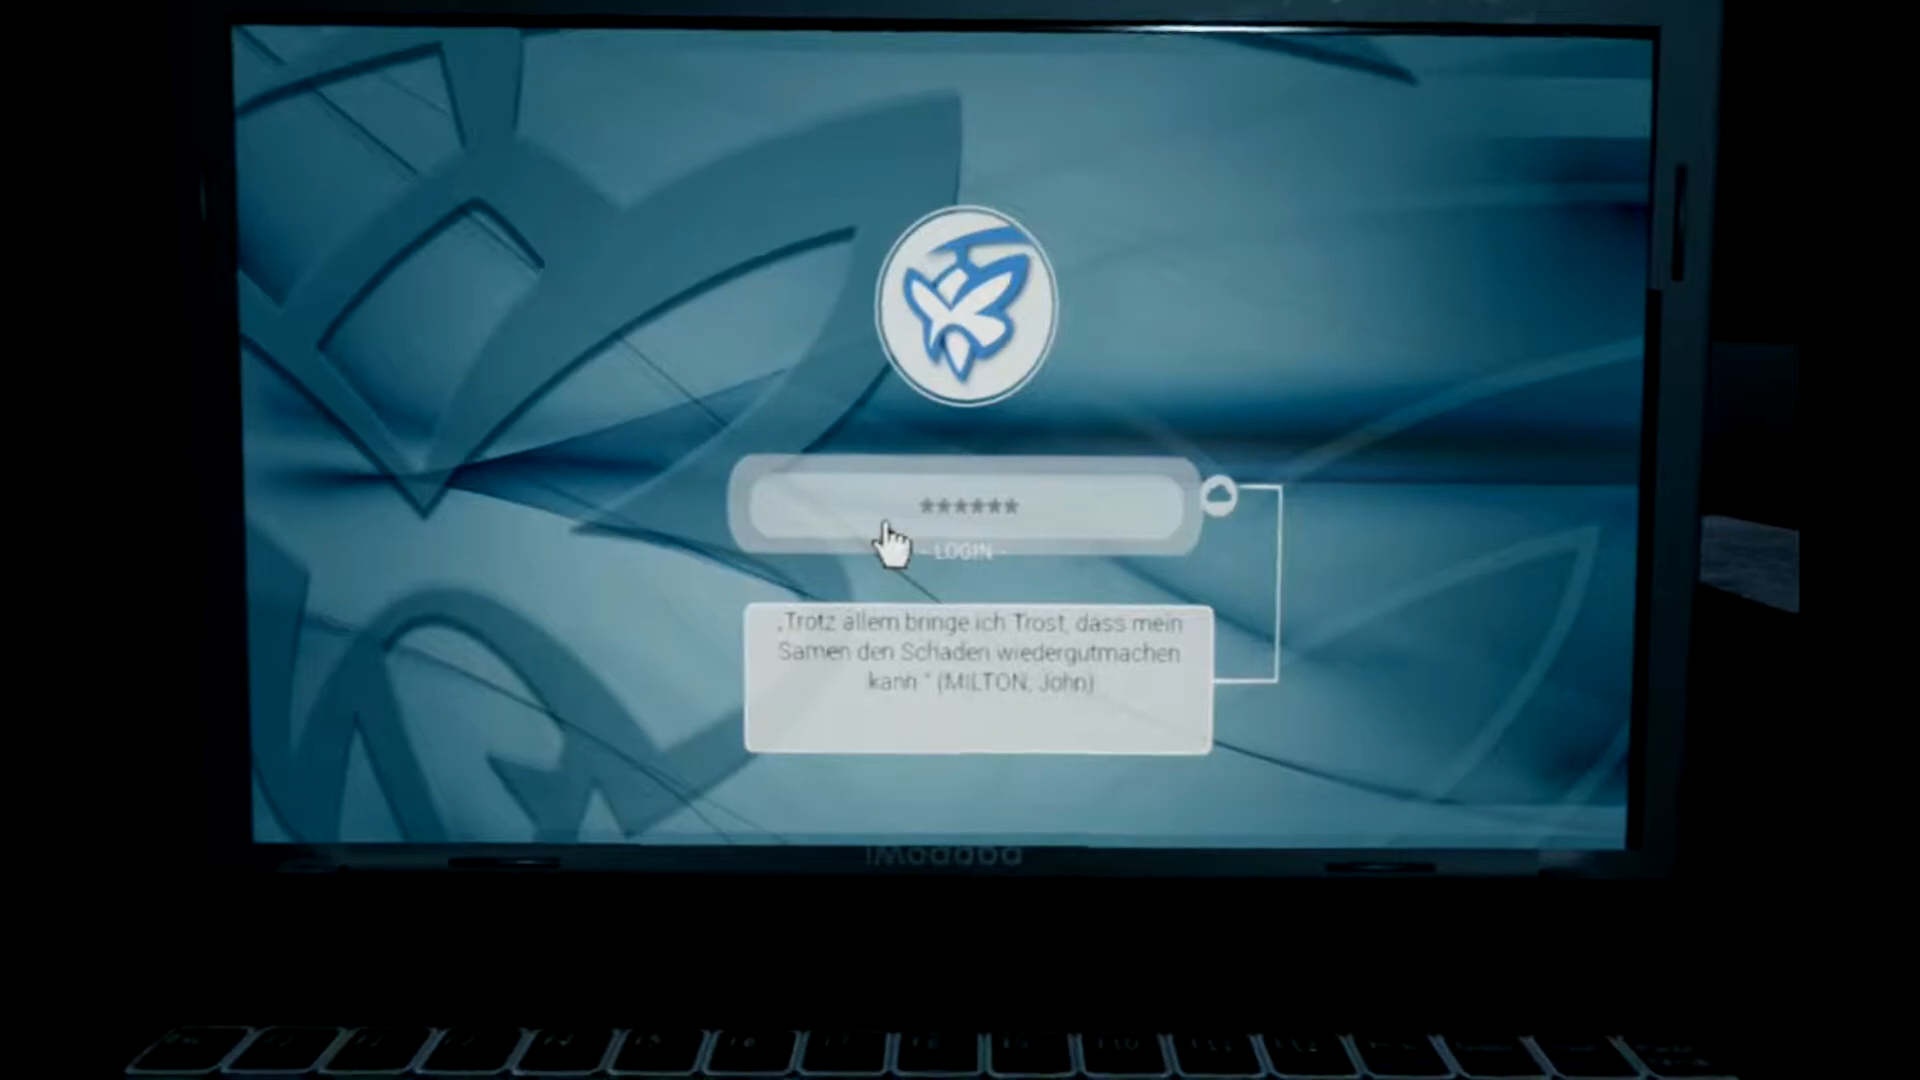 ******
- LOGIN -
„Trotz allem bringe ich Trost, dass mein
Samen den Schaden wiedergutmachen
kann." (MILTON, John)